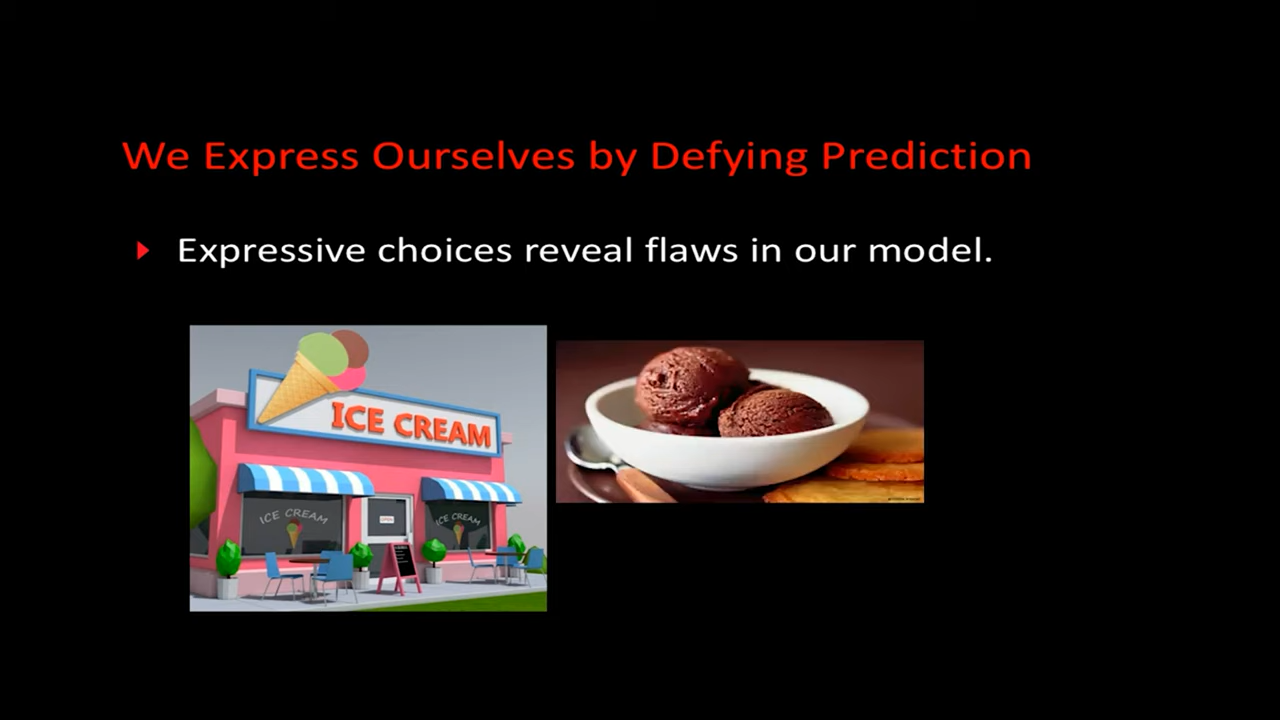 We Express Ourselves by Defying Prediction
Expressive choices reveal flaws in our model.
ICE CREAM
ICE CREAM
ICE CREAM
OPEN